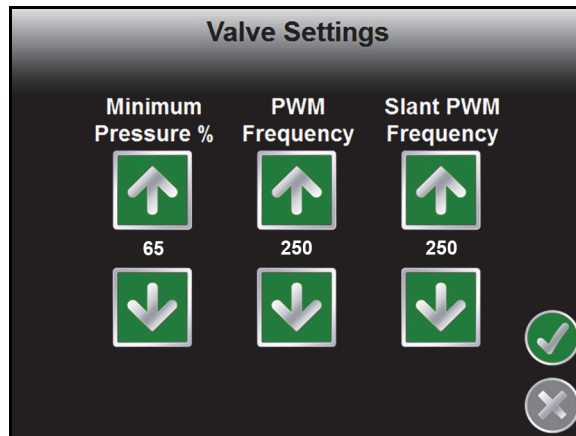 Valve Settings
Minimum
Pressure %
PWM
Frequency
Slant PWM
Frequency
65
250
250